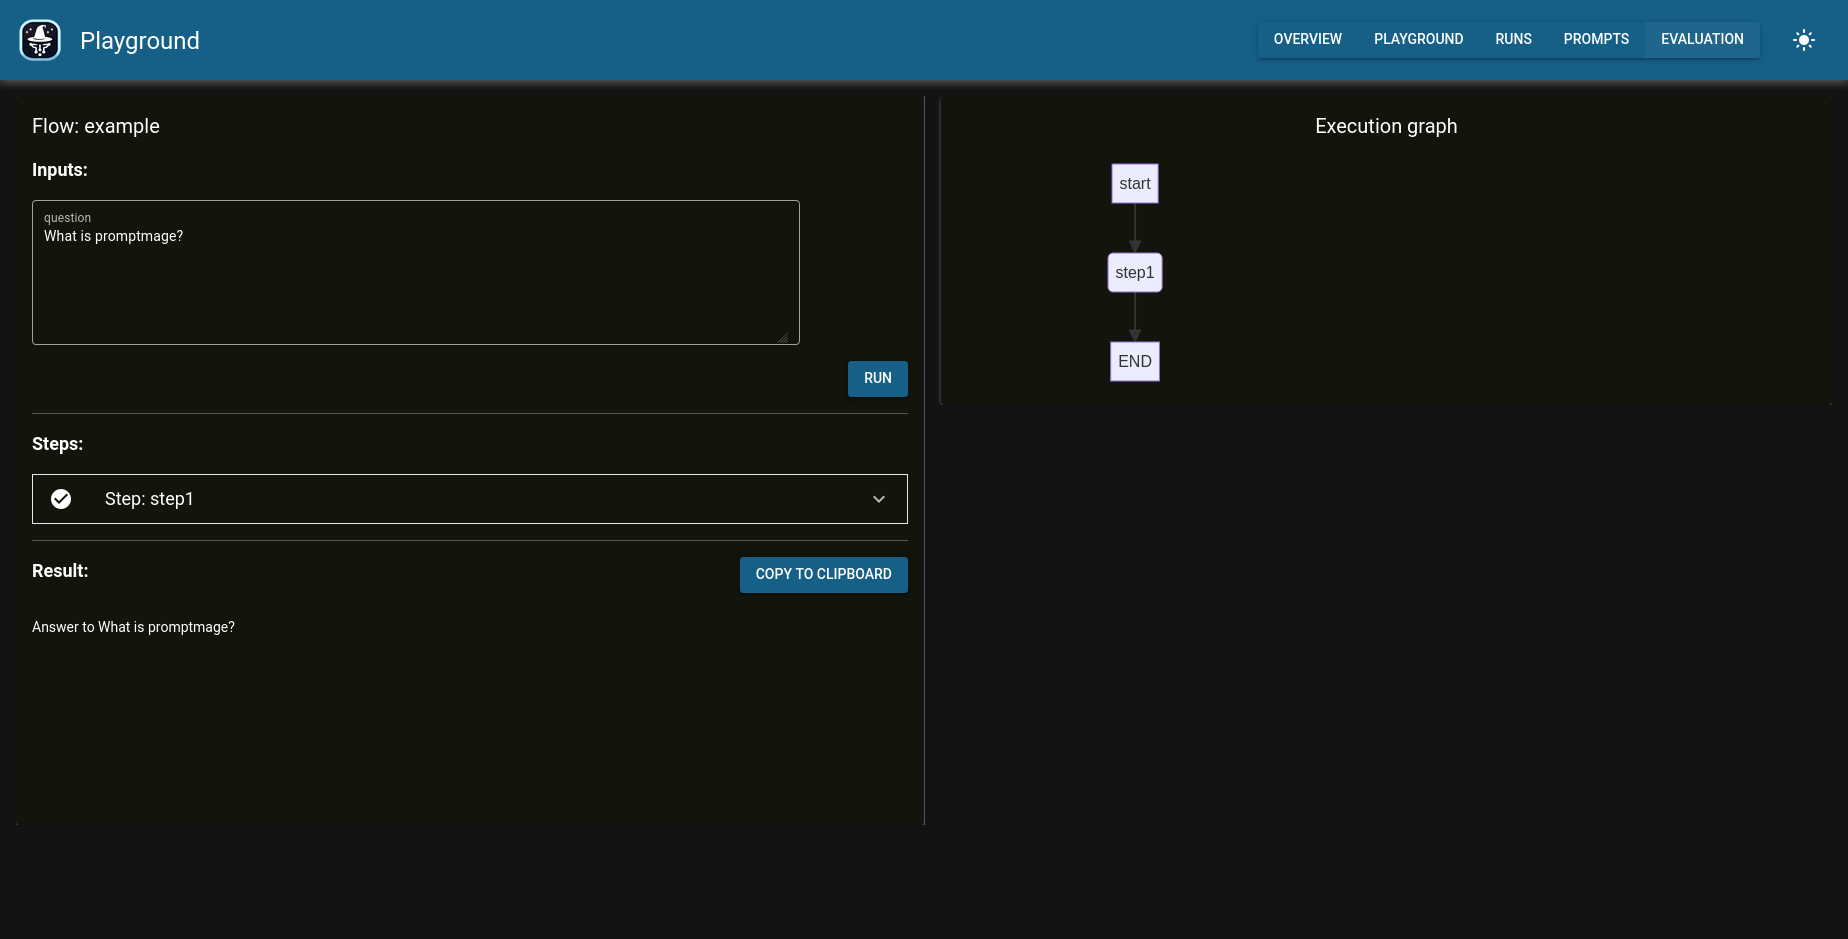 Playground
OVERVIEW PLAYGROUND RUNS PROMPTS EVALUATION
Flow: example
Inputs:
question
What is promptmage?
RUN
Steps:
Step: step1
Result:
COPY TO CLIPBOARD
Answer to What is promptmage?
Execution graph
start
step1
END